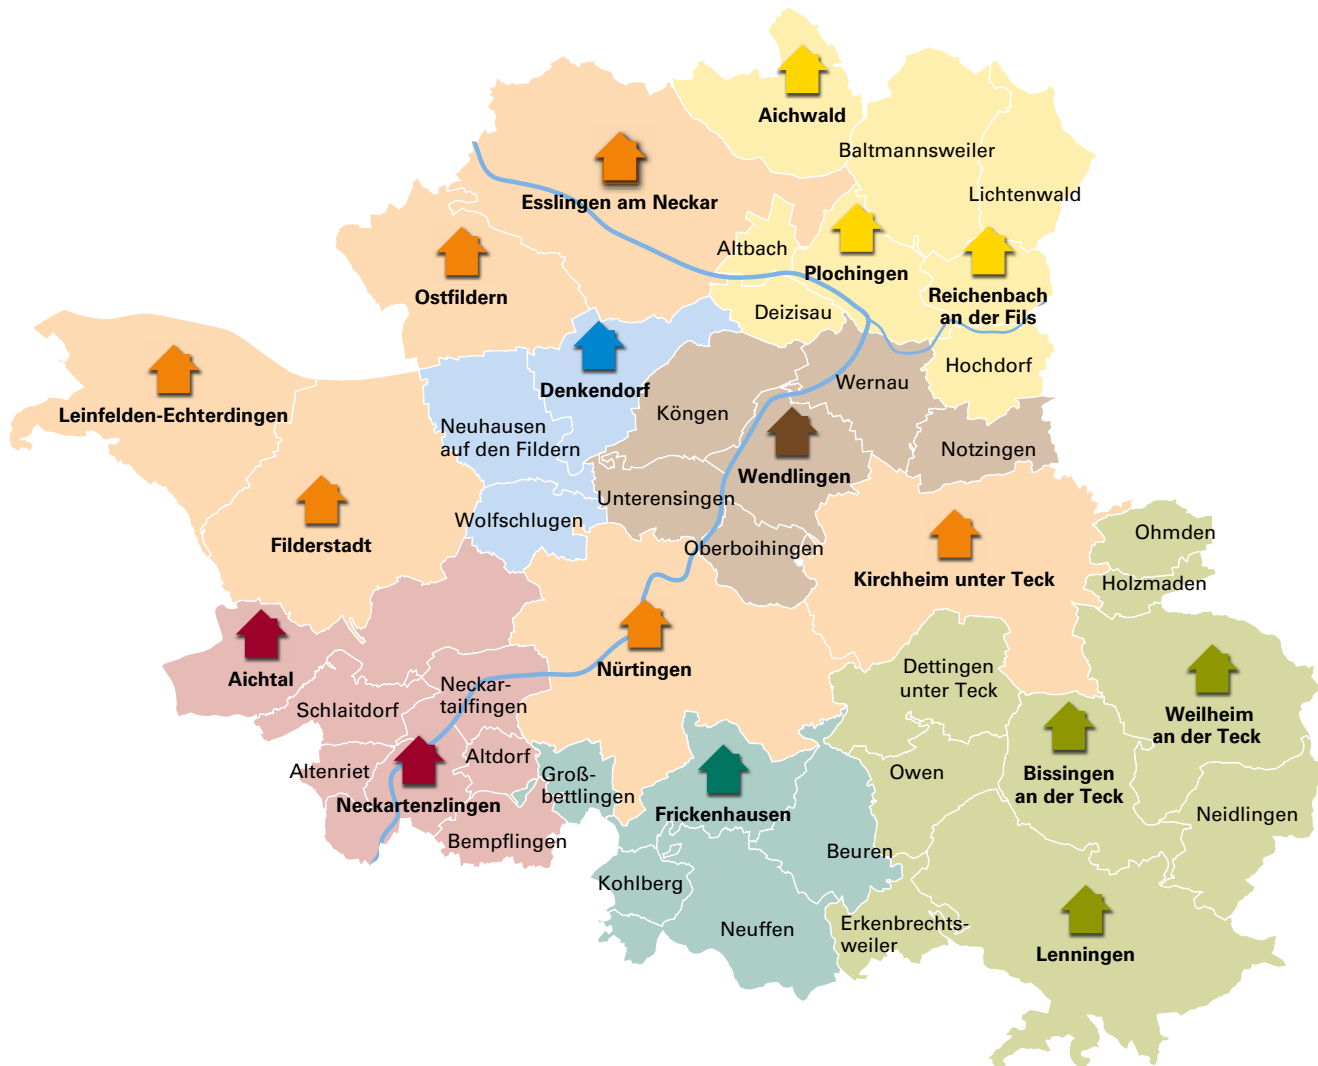 Aichwald
Baltmannsweiler
Lichtenwald
Esslingen am Neckar
Altbach
Plochingen
Ostfildern
Reichenbach
an der Fils
Deizisau
Hochdorf
Denkendorf
Wernau
Leinfelden-Echterdingen
Köngen
Neuhausen
auf den Fildern
Notzingen
Wendlingen
Unterensingen
Wolfschlugen
Ohmden
Filderstadt
Oberboihingen
Kirchheim unter Teck
Holzmaden
Nürtingen
Dettingen
unter Teck
Aichtal
Neckar-
tailfingen
Schlaitdorf
Weilheim
an der Teck
Altdorf
Altenriet
Groß-
bettlingen
Owen
Bissingen
an der Teck
Neckartenzlingen
Frickenhausen
Neidlingen
Bempflingen
Beuren
Kohlberg
Neuffen
Erkenbrechts-
weiler
Lenningen